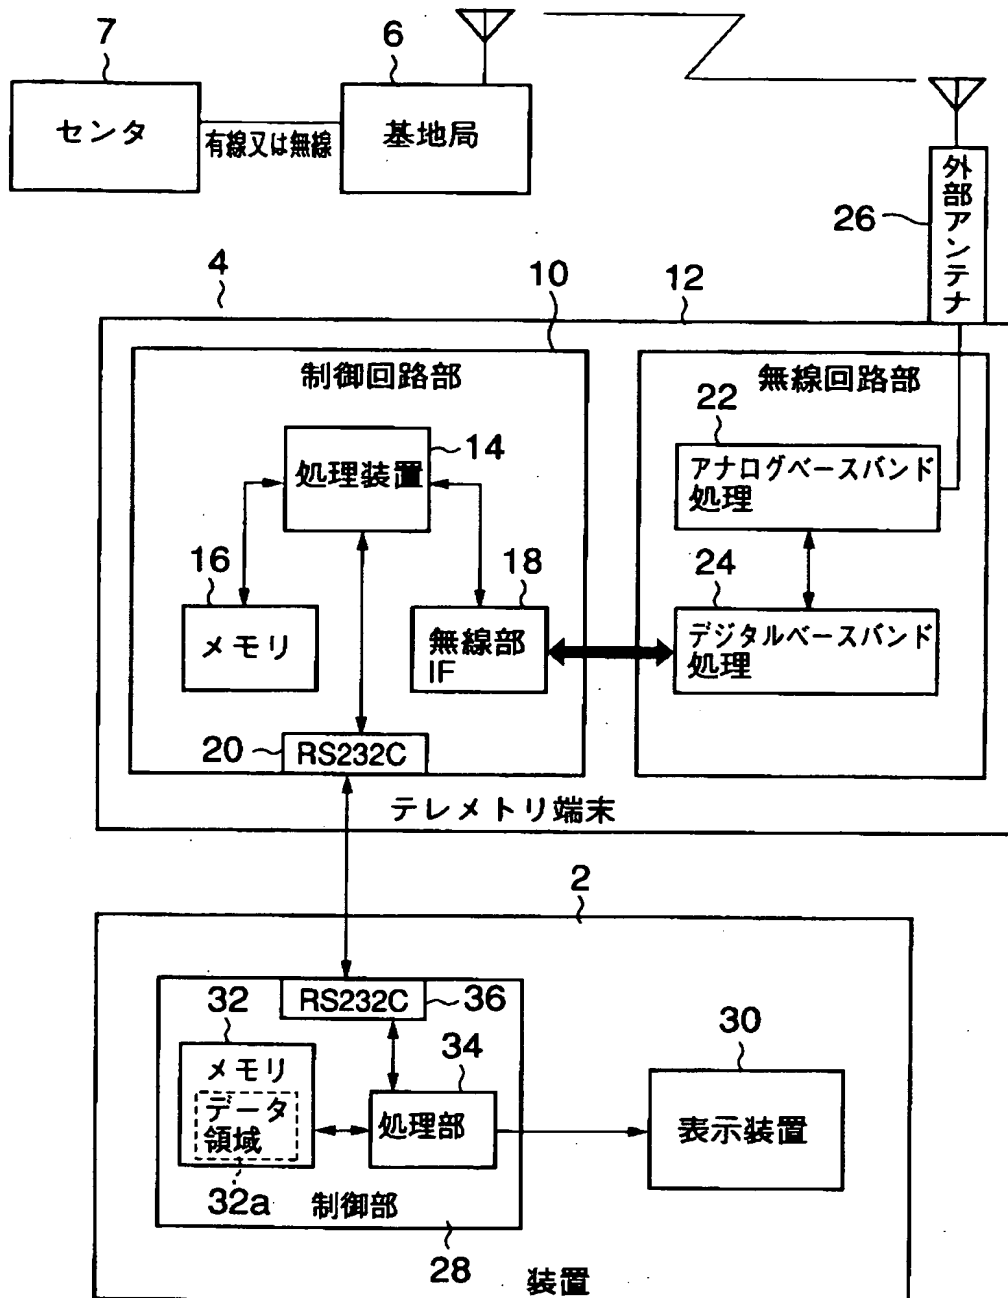 7
センタ
有線又は無線
6
基地局
外部アンテナ
26
4
10
12
制御回路部
処理装置
14
16
メモリ
18
無線部
IF
20
RS232C
無線回路部
22
アナログベースバンド
処理
24
デジタルベースバンド
処理
テレメトリ端末
2
RS232C
36
32
メモリ
データ
領域
32a
34
処理部
制御部
28
30
表示装置
装置